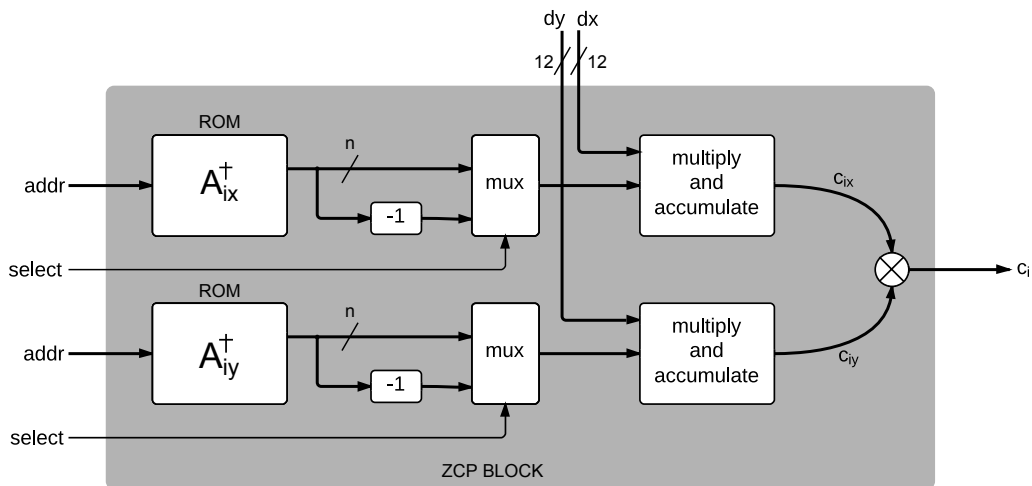 dy dx
12 12
ROM
n
addr
A†ix
mux
-1
multiply
and
accumulate
cix
select
ci
ROM
n
addr
A†iy
mux
-1
multiply
and
accumulate
ciy
select
ZCP BLOCK